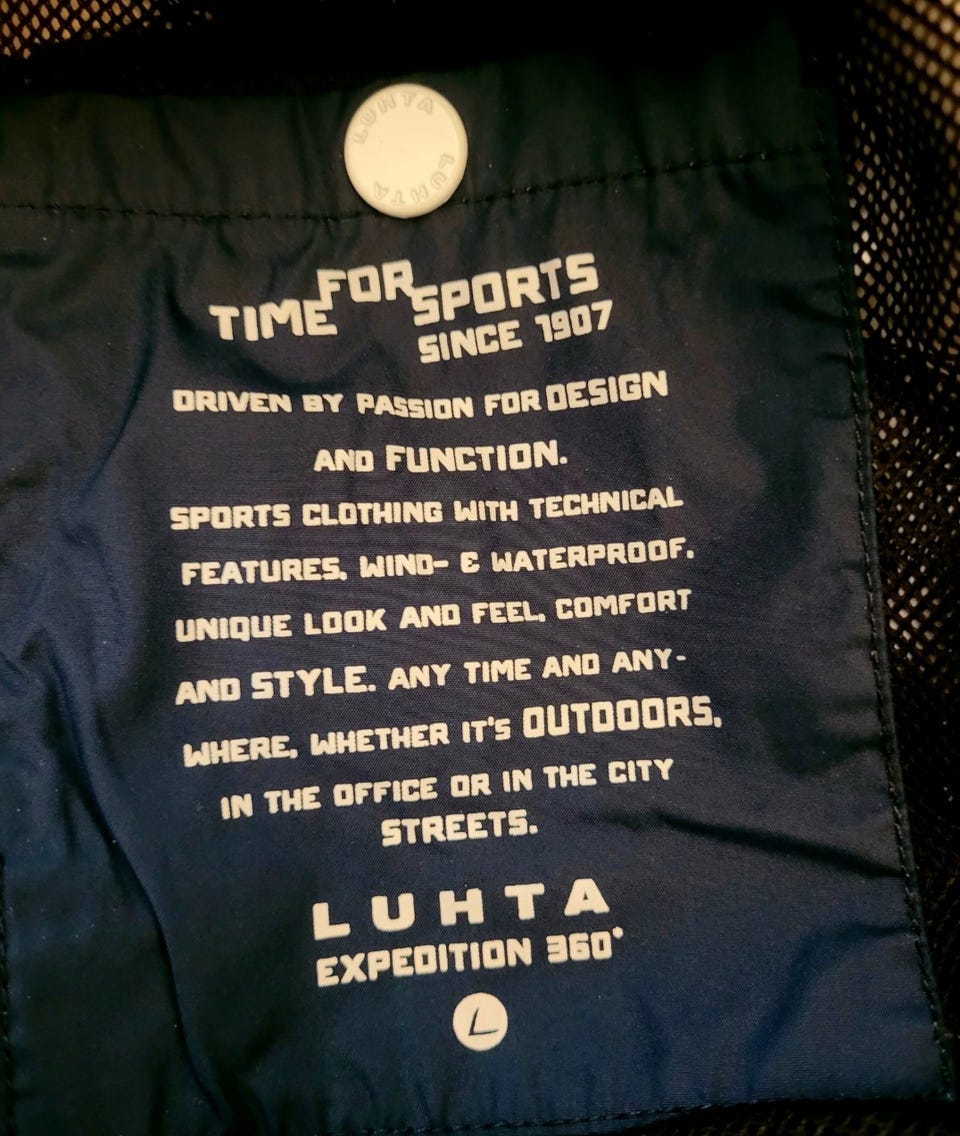 LUHTA LUHTA
TIME FOR SPORTS
SINCE 1907
DRIVEN BY PASSION FOR DESIGN
AND FUNCTION.
SPORTS CLOTHING WITH TECHNICAL
FEATURES, WIND- & WATERPROOF.
UNIQUE LOOK AND FEEL, COMFORT
AND STYLE. ANY TIME AND ANY-
WHERE, WHETHER IT'S OUTDOORS,
IN THE OFFICE OR IN THE CITY
STREETS.
LUHTA
EXPEDITION 360°
L